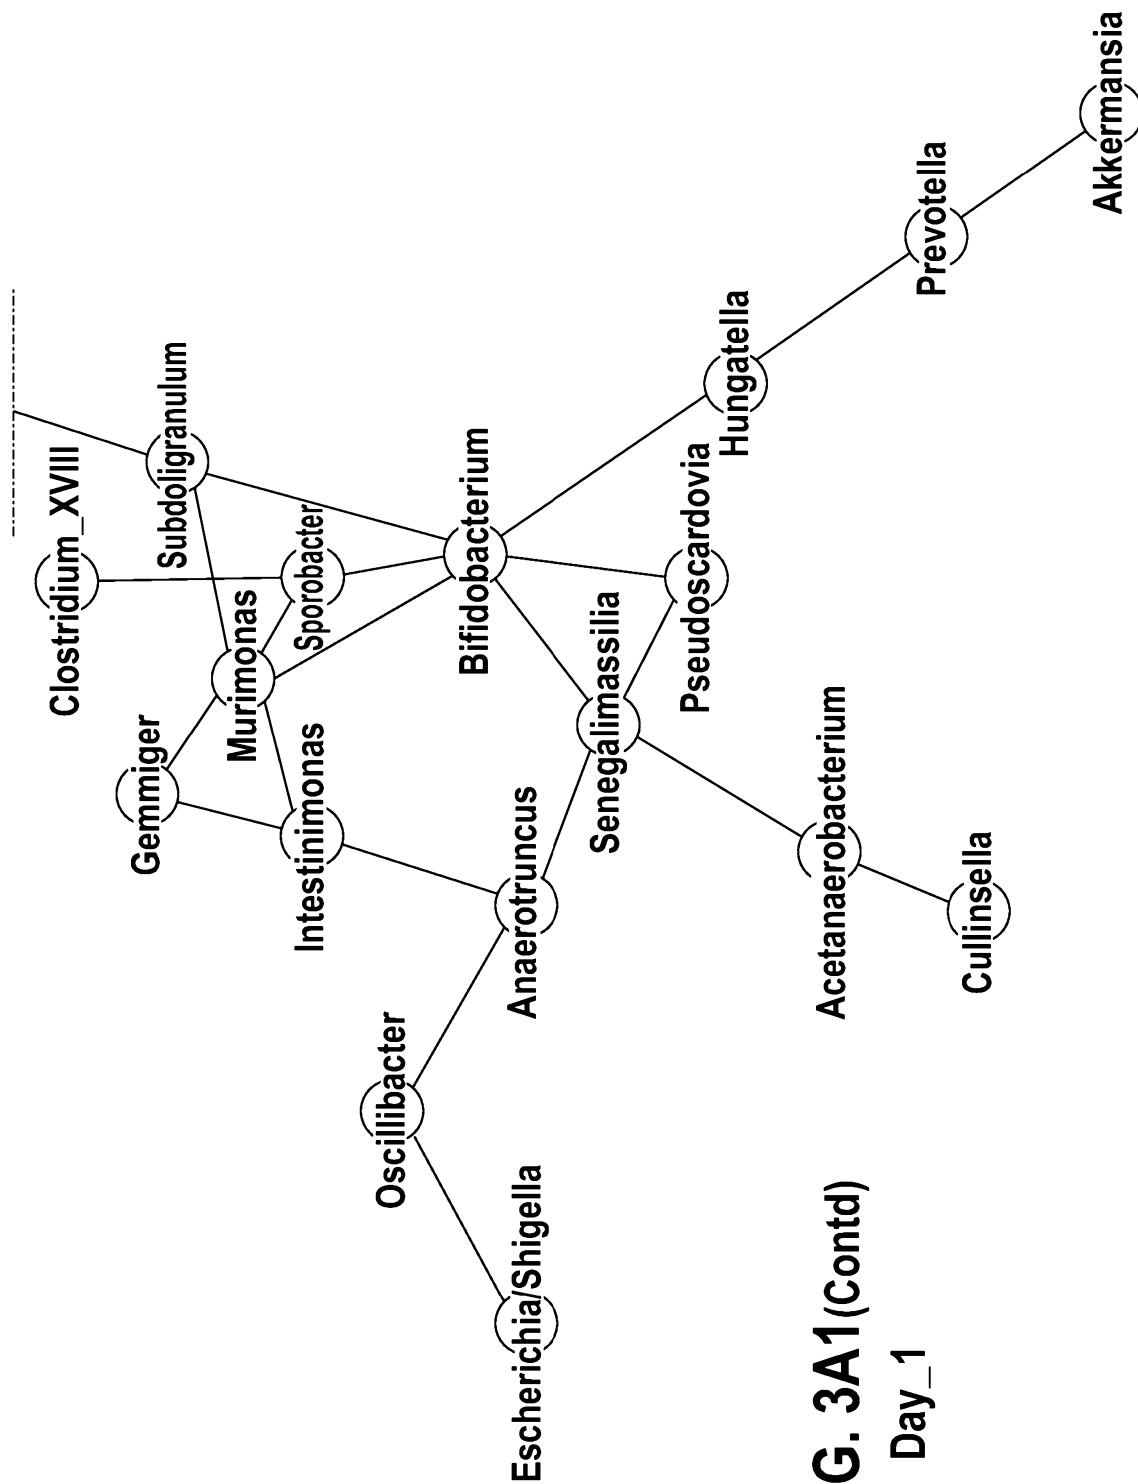 Clostridium_XVIII
Subdoligranulum
Gemmiger
Murimonas
Sporobacter
Intestinimonas
Bifidobacterium
Oscillibacter
Anaerotruncus
Escherichia/Shigella
Senegalimassilia
Pseudoscardovia
Hungatella
Acetanaerobacterium
Prevotella
Cullinsella
Akkermansia
G. 3A1(Contd)
Day_1